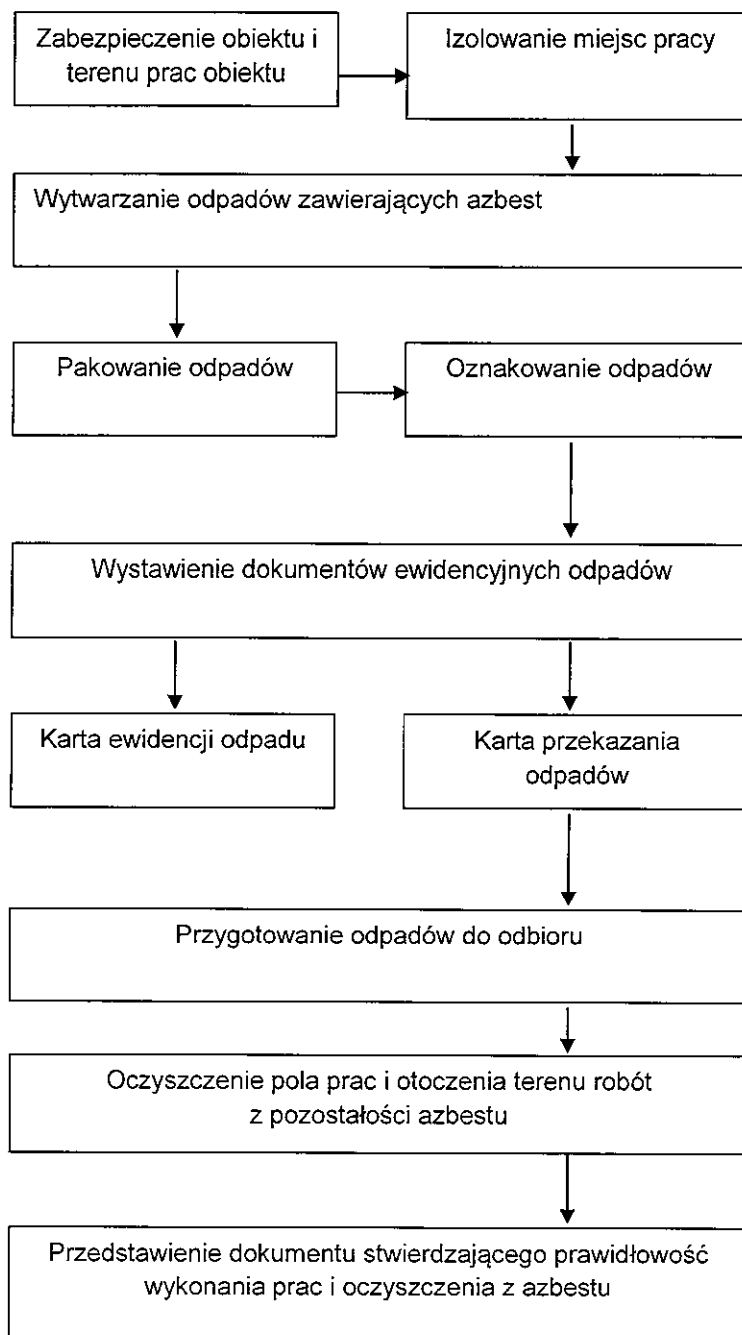 Zabezpieczenie obiektu i
terenu prac obiektu
Izolowanie miejsc pracy
Wytwarzanie odpadów zawierających azbest
Pakowanie odpadów
Oznakowanie odpadów
Wystawienie dokumentów ewidencyjnych odpadów
Karta ewidencji odpadu
Karta przekazania
odpadów
Przygotowanie odpadów do odbioru
Oczyszczenie pola prac i otoczenia terenu robót
z pozostałości azbestu
Przedstawienie dokumentu stwierdzającego prawidłowość
wykonania prac i oczyszczenia z azbestu